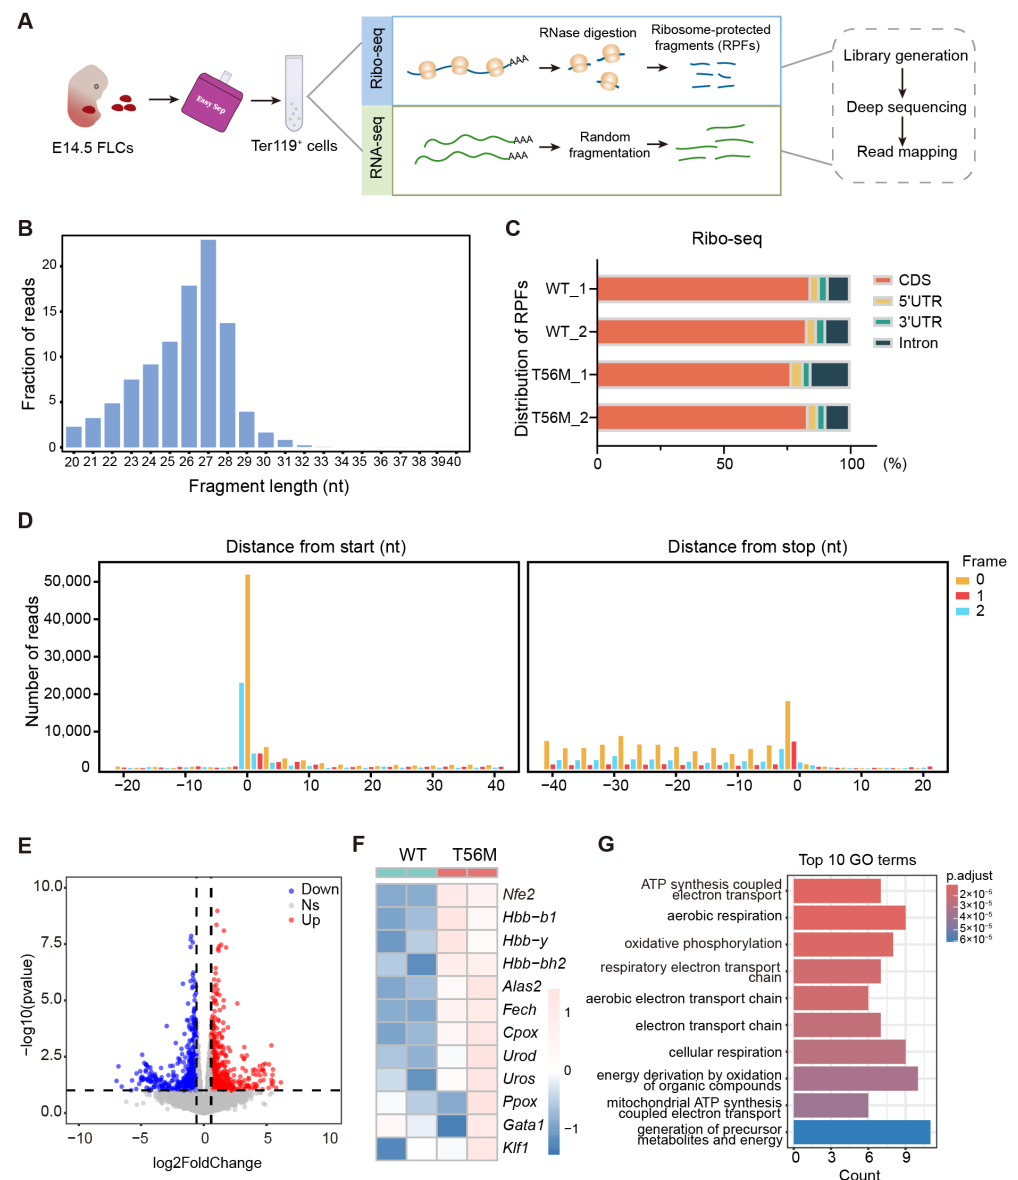 A
E14.5 FLCs
Easy Sep
Ter119⁺ cells
Ribo-seq
RNase digestion
Ribosome-protected
fragments (RPFs)
AAA
RNA-seq
AAA
AAA
Random
fragmentation
Library generation
Deep sequencing
Read mapping
B
Fraction of reads
20
15
10
5
0
20 21 22 23 24 25 26 27 28 29 30 31 32 33 34 35 36 37 38 39 40
Fragment length (nt)
C
Ribo-seq
Distribution of RPFs
WT_1
WT_2
T56M_1
T56M_2
0 50 100 (%)
CDS
5'UTR
3'UTR
Intron
D
Distance from start (nt)
Distance from stop (nt)
Number of reads
50,000
40,000
30,000
20,000
10,000
0
−20 −10 0 10 20 30 40
−40 −30 −20 −10 0 10 20
Frame
0
1
2
E
−log10(pvalue)
10.0
7.5
5.0
2.5
0.0
−10 −5 0 5 10
log2FoldChange
Down
Ns
Up
F
WT T56M
Nfe2
Hbb−b1
Hbb−y
Hbb−bh2
Alas2
Fech
Cpox
Urod
Uros
Ppox
Gata1
Klf1
1
0
−1
G
Top 10 GO terms
ATP synthesis coupled
electron transport
aerobic respiration
oxidative phosphorylation
respiratory electron transport
chain
aerobic electron transport chain
electron transport chain
cellular respiration
energy derivation by oxidation
of organic compounds
mitochondrial ATP synthesis
coupled electron transport
generation of precursor
metabolites and energy
0 3 6 9
Count
p.adjust
2×10⁻⁵
3×10⁻⁵
4×10⁻⁵
5×10⁻⁵
6×10⁻⁵